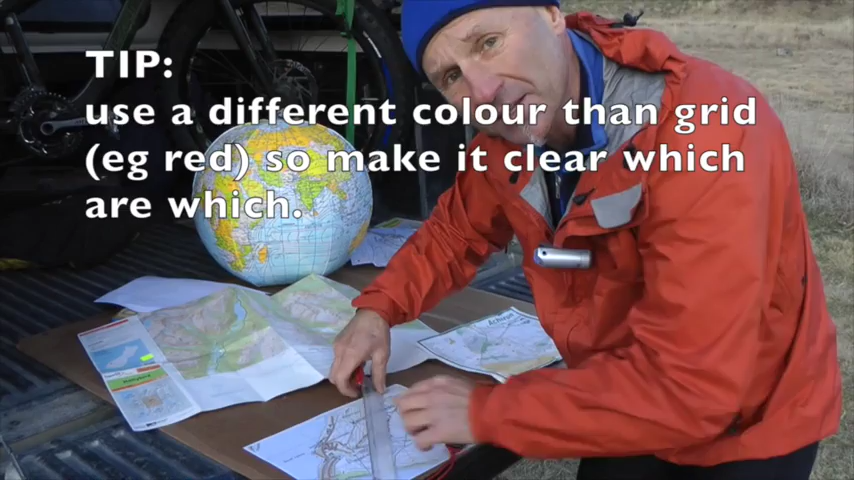 TIP:
use a different colour than grid
(eg red) so make it clear which
are which.